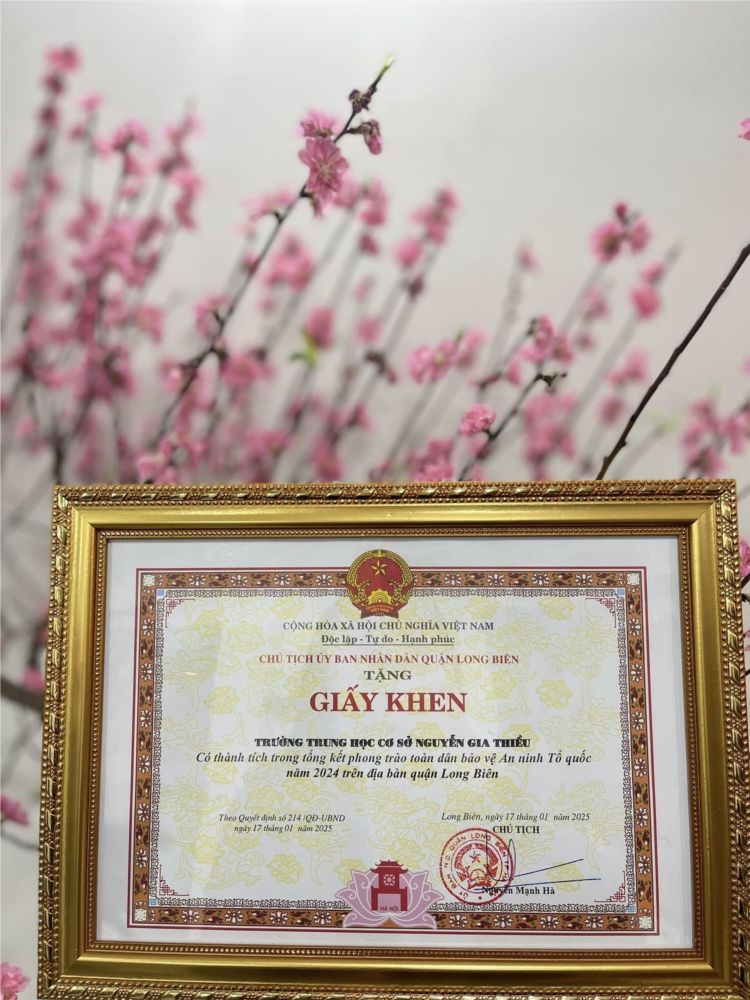 CỘNG HÒA XÃ HỘI CHỦ NGHĨA VIỆT NAM
Độc lập - Tự do - Hạnh phúc
CHỦ TỊCH ỦY BAN NHÂN DÂN QUẬN LONG BIÊN
TẶNG
GIẤY KHEN
TRƯỜNG TRUNG HỌC CƠ SỞ NGUYỄN GIA THIỀU
Có thành tích trong tổng kết phong trào toàn dân bảo vệ An ninh Tổ quốc
năm 2024 trên địa bàn quận Long Biên
Theo Quyết định số 214 /QĐ-UBND
ngày 17 tháng 01 năm 2025
Long Biên, ngày 17 tháng 01 năm 2025
CHỦ TỊCH
Nguyễn Mạnh Hà
HÀ NỘI